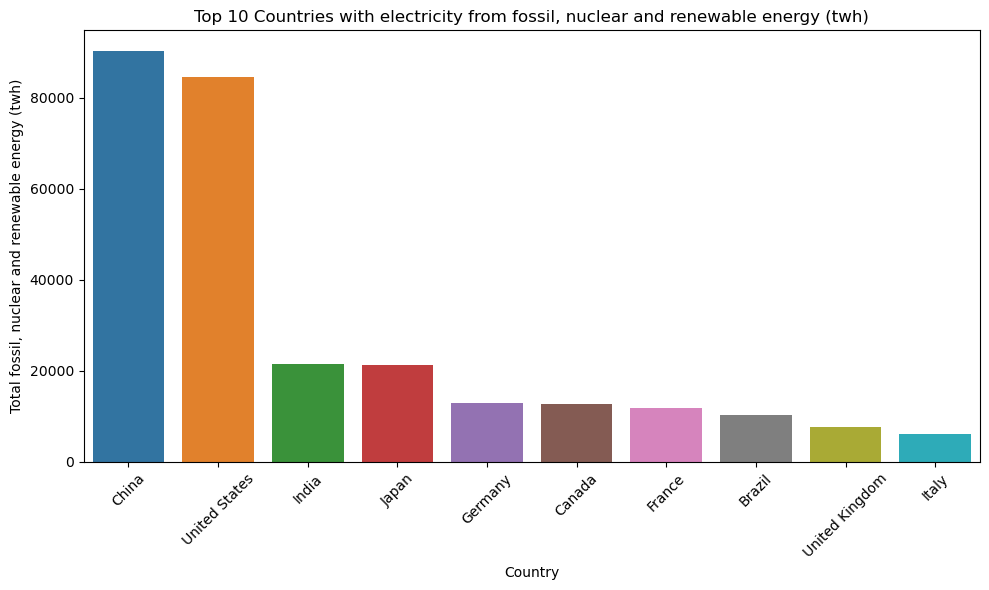 Top 10 Countries with electricity from fossil, nuclear and renewable energy (twh)
Total fossil, nuclear and renewable energy (twh)
80000
60000
40000
20000
0
China
United States
India
Japan
Germany
Canada
France
Brazil
United Kingdom
Italy
Country